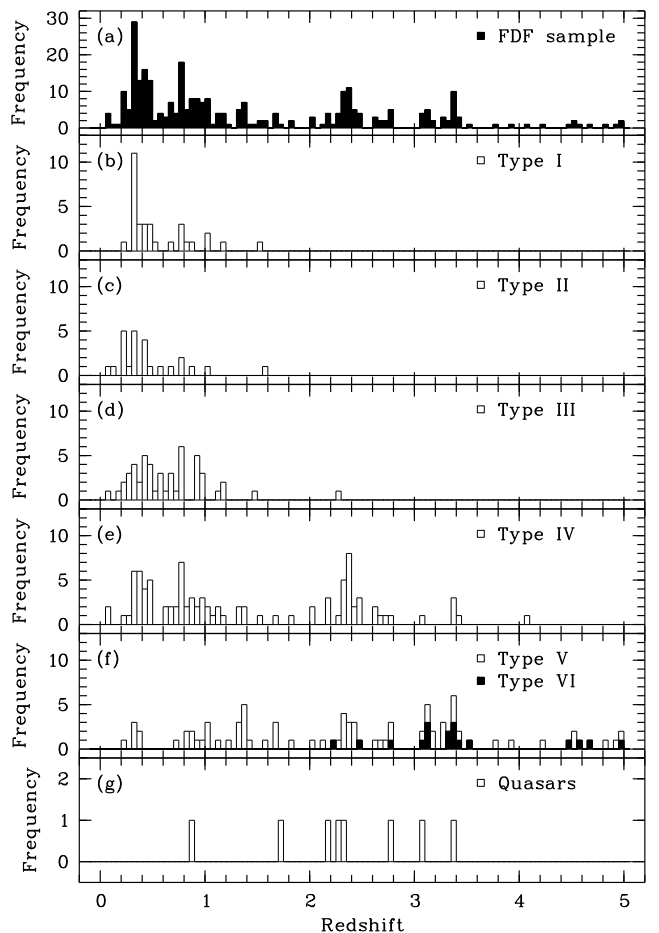 30
(a)
FDF sample
20
10
0
Frequency
(b)
Type I
10
5
0
Frequency
(c)
Type II
10
5
0
Frequency
(d)
Type III
10
5
0
Frequency
(e)
Type IV
10
5
0
Frequency
(f)
Type V
Type VI
10
5
0
Frequency
(g)
Quasars
2
1
0
Frequency
0 1 2 3 4 5
Redshift